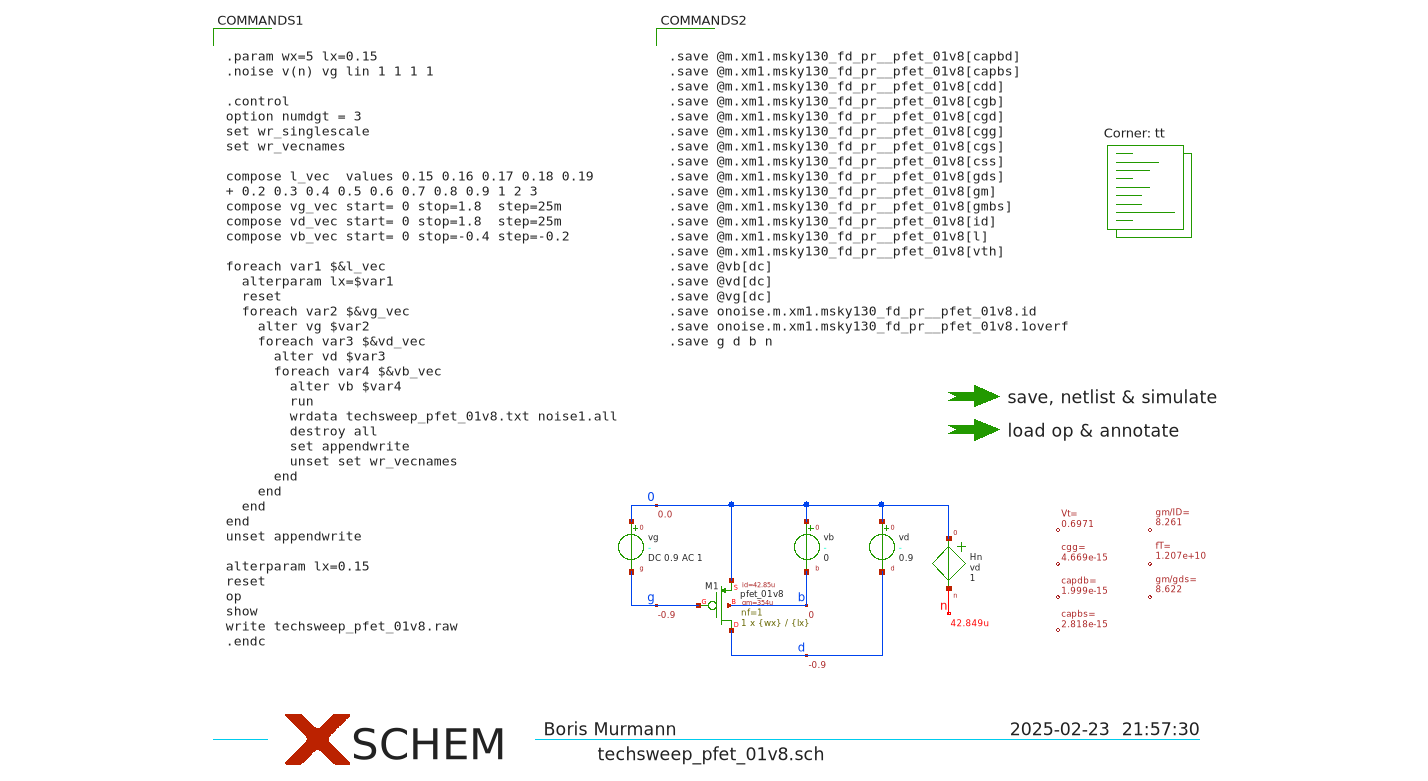 COMMANDS1
.param wx=5 lx=0.15
.noise v(n) vg lin 1 1 1 1
.control
option numdgt = 3
set wr_singlescale
set wr_vecnames
compose l_vec  values 0.15 0.16 0.17 0.18 0.19
+ 0.2 0.3 0.4 0.5 0.6 0.7 0.8 0.9 1 2 3
compose vg_vec start= 0 stop=1.8  step=25m
compose vd_vec start= 0 stop=1.8  step=25m
compose vb_vec start= 0 stop=-0.4 step=-0.2
foreach var1 $&l_vec
alterparam lx=$var1
reset
foreach var2 $&vg_vec
alter vg $var2
foreach var3 $&vd_vec
alter vd $var3
foreach var4 $&vb_vec
alter vb $var4
run
wrdata techsweep_pfet_01v8.txt noise1.all
destroy all
set appendwrite
unset set wr_vecnames
end
end
end
end
unset appendwrite
alterparam lx=0.15
reset
op
show
write techsweep_pfet_01v8.raw
.endc
COMMANDS2
.save @m.xm1.msky130_fd_pr__pfet_01v8[capbd]
.save @m.xm1.msky130_fd_pr__pfet_01v8[capbs]
.save @m.xm1.msky130_fd_pr__pfet_01v8[cdd]
.save @m.xm1.msky130_fd_pr__pfet_01v8[cgb]
.save @m.xm1.msky130_fd_pr__pfet_01v8[cgd]
.save @m.xm1.msky130_fd_pr__pfet_01v8[cgg]
.save @m.xm1.msky130_fd_pr__pfet_01v8[cgs]
.save @m.xm1.msky130_fd_pr__pfet_01v8[css]
.save @m.xm1.msky130_fd_pr__pfet_01v8[gds]
.save @m.xm1.msky130_fd_pr__pfet_01v8[gm]
.save @m.xm1.msky130_fd_pr__pfet_01v8[gmbs]
.save @m.xm1.msky130_fd_pr__pfet_01v8[id]
.save @m.xm1.msky130_fd_pr__pfet_01v8[l]
.save @m.xm1.msky130_fd_pr__pfet_01v8[vth]
.save @vb[dc]
.save @vd[dc]
.save @vg[dc]
.save onoise.m.xm1.msky130_fd_pr__pfet_01v8.id
.save onoise.m.xm1.msky130_fd_pr__pfet_01v8.1overf
.save g d b n
Corner: tt
save, netlist & simulate
load op & annotate
0
0.0
+ 0
vg
DC 0.9 AC 1
g
g
-0.9
M1
G
S
B
D
id=42.85u
pfet_01v8
gm=354u
nf=1
1 x {wx} / {lx}
+ 0
vb
0
b
b
0
+ 0
vd
0.9
d
d
-0.9
0
+
Hn
vd
1
n
n
42.849u
Vt=
0.6971
cgg=
4.669e-15
capdb=
1.999e-15
capbs=
2.818e-15
gm/ID=
8.261
fT=
1.207e+10
gm/gds=
8.622
XSCHEM
Boris Murmann
2025-02-23  21:57:30
techsweep_pfet_01v8.sch